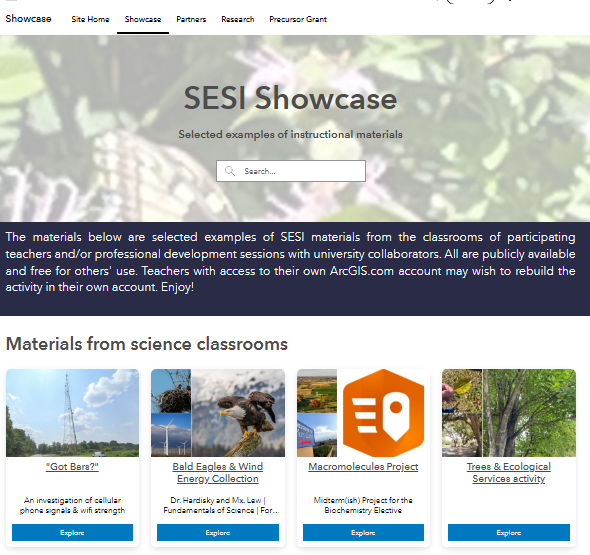 Showcase
Site Home
Showcase
Partners
Research
Precursor Grant
SESI Showcase
Selected examples of instructional materials
Search...
The materials below are selected examples of SESI materials from the classrooms of participating
teachers and/or professional development sessions with university collaborators. All are publicly available
and free for others' use. Teachers with access to their own ArcGIS.com account may wish to rebuild the
activity in their own account. Enjoy!
Materials from science classrooms
"Got Bars?"
An investigation of cellular
phone signals & wifi strength
Explore
Bald Eagles & Wind
Energy Collection
Dr. Hardisky and Mx. Lew |
Fundamentals of Science | For...
Explore
Macromolecules Project
Midterm(ish) Project for the
Biochemistry Elective
Explore
Trees & Ecological
Services activity
Explore